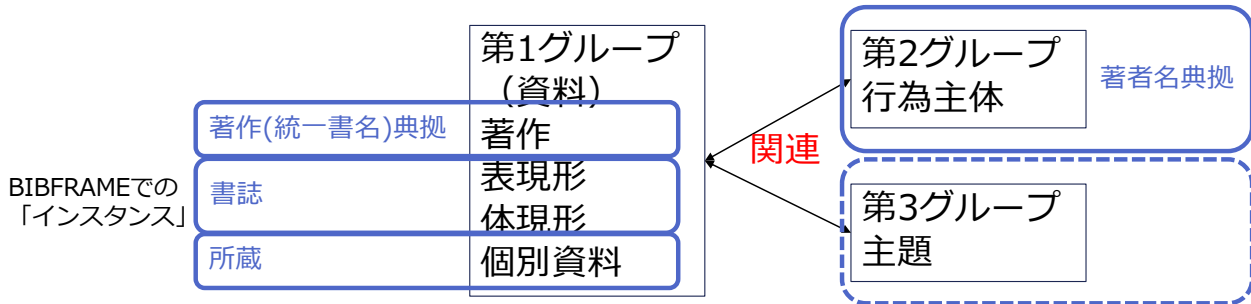 第1グループ
（資料）
著作(統一書名)典拠
著作
BIBFRAMEでの
「インスタンス」
書誌
表現形
体現形
所蔵
個別資料
関連
第2グループ
行為主体
著者名典拠
第3グループ
主題